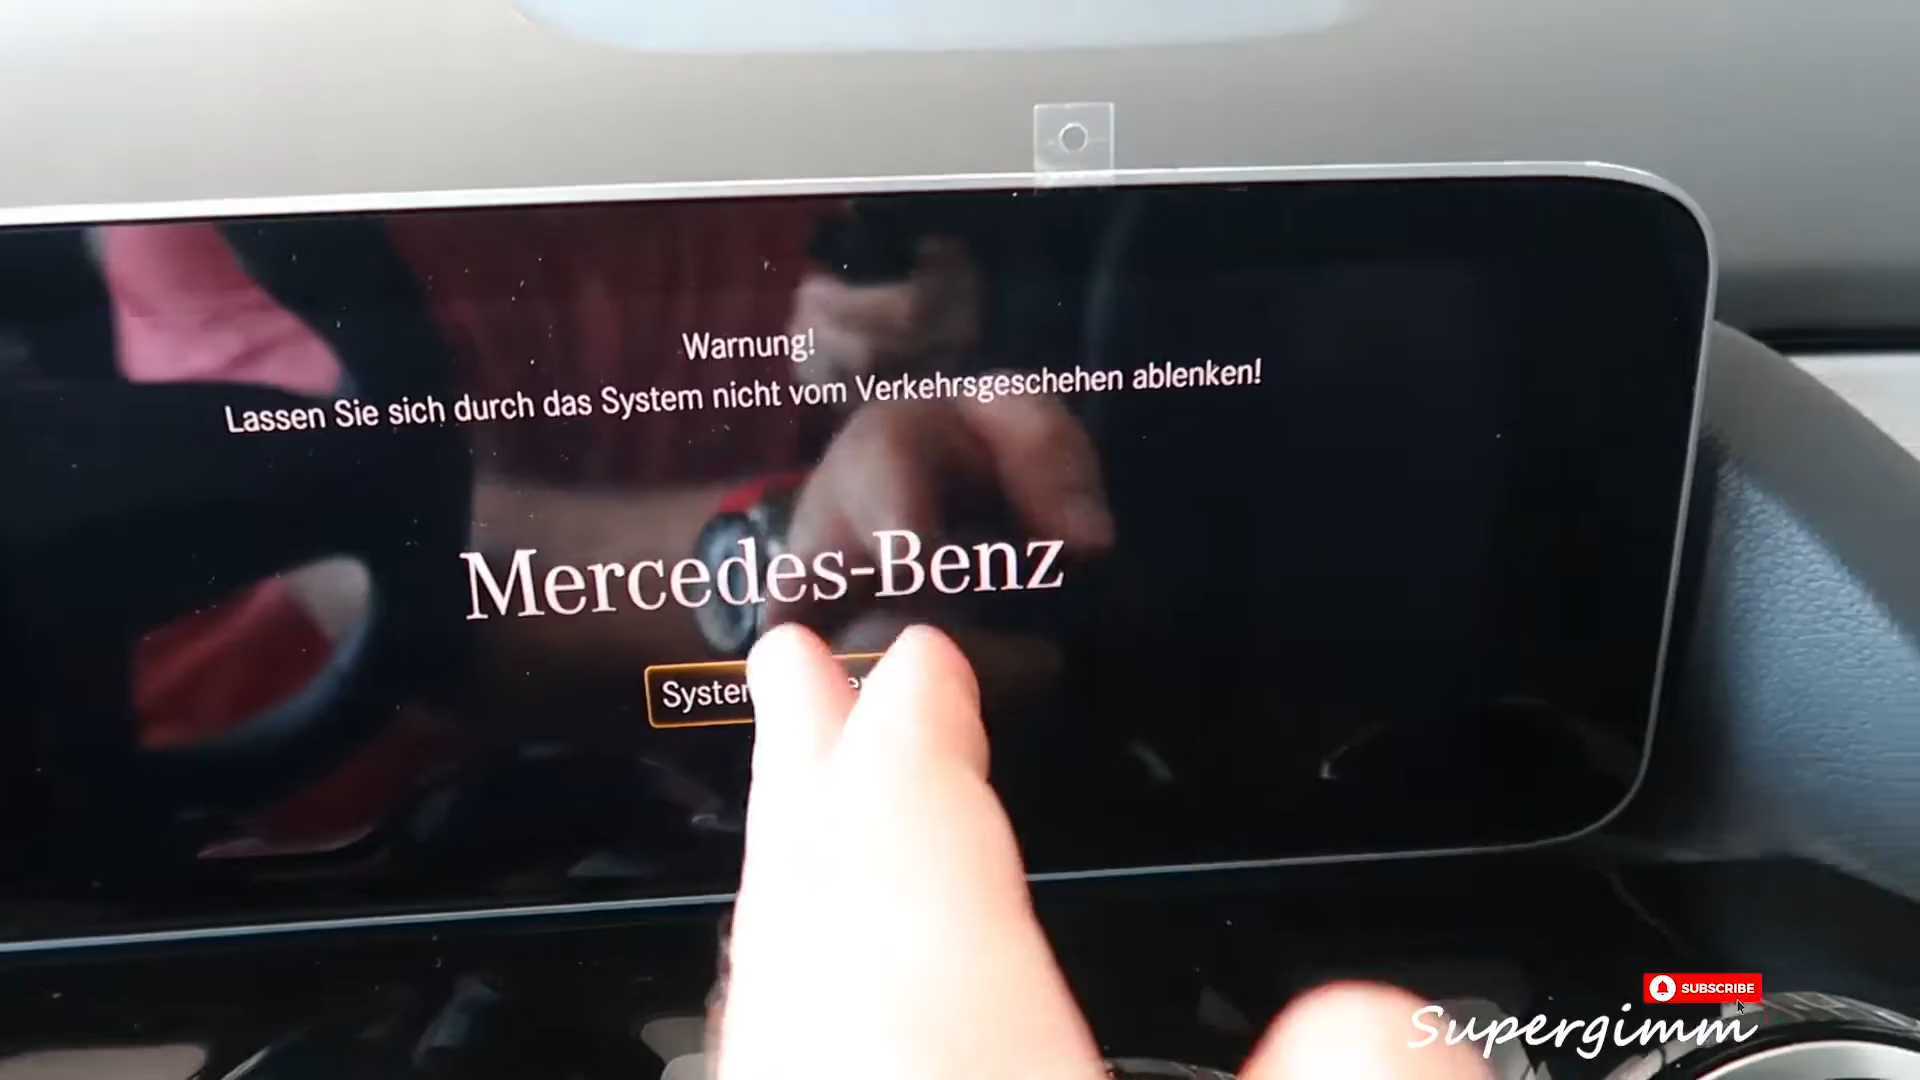 Warnung!
Lassen Sie sich durch das System nicht vom Verkehrsgeschehen ablenken!
Mercedes-Benz
SUBSCRIBE
Supergimm